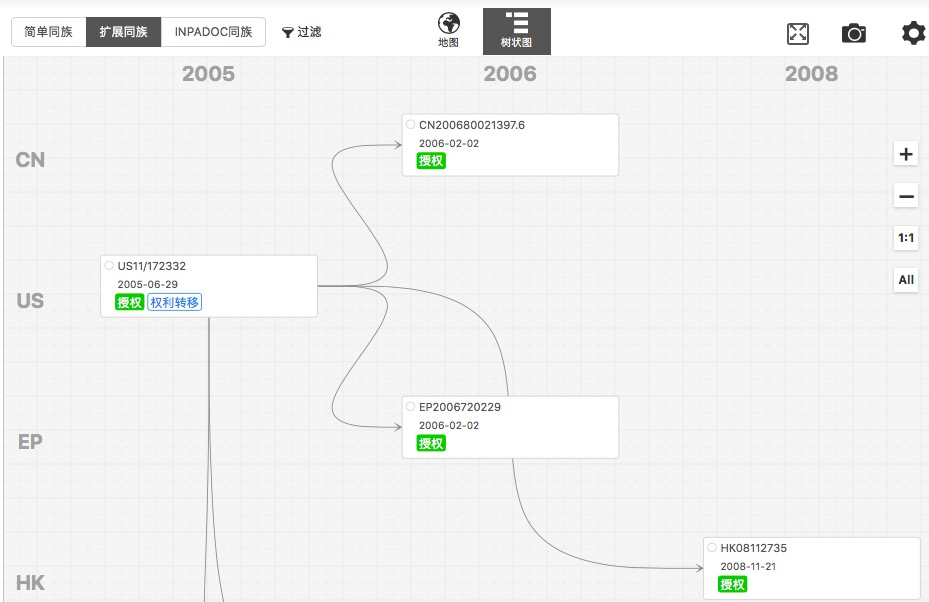 简单同族 扩展同族 INPADOC同族 过滤 地图 树状图
2005 2006 2008
CN
CN200680021397.6
2006-02-02
授权
+
−
1:1
All
US
US11/172332
2005-06-29
授权 权利转移
EP
EP2006720229
2006-02-02
授权
HK
HK08112735
2008-11-21
授权